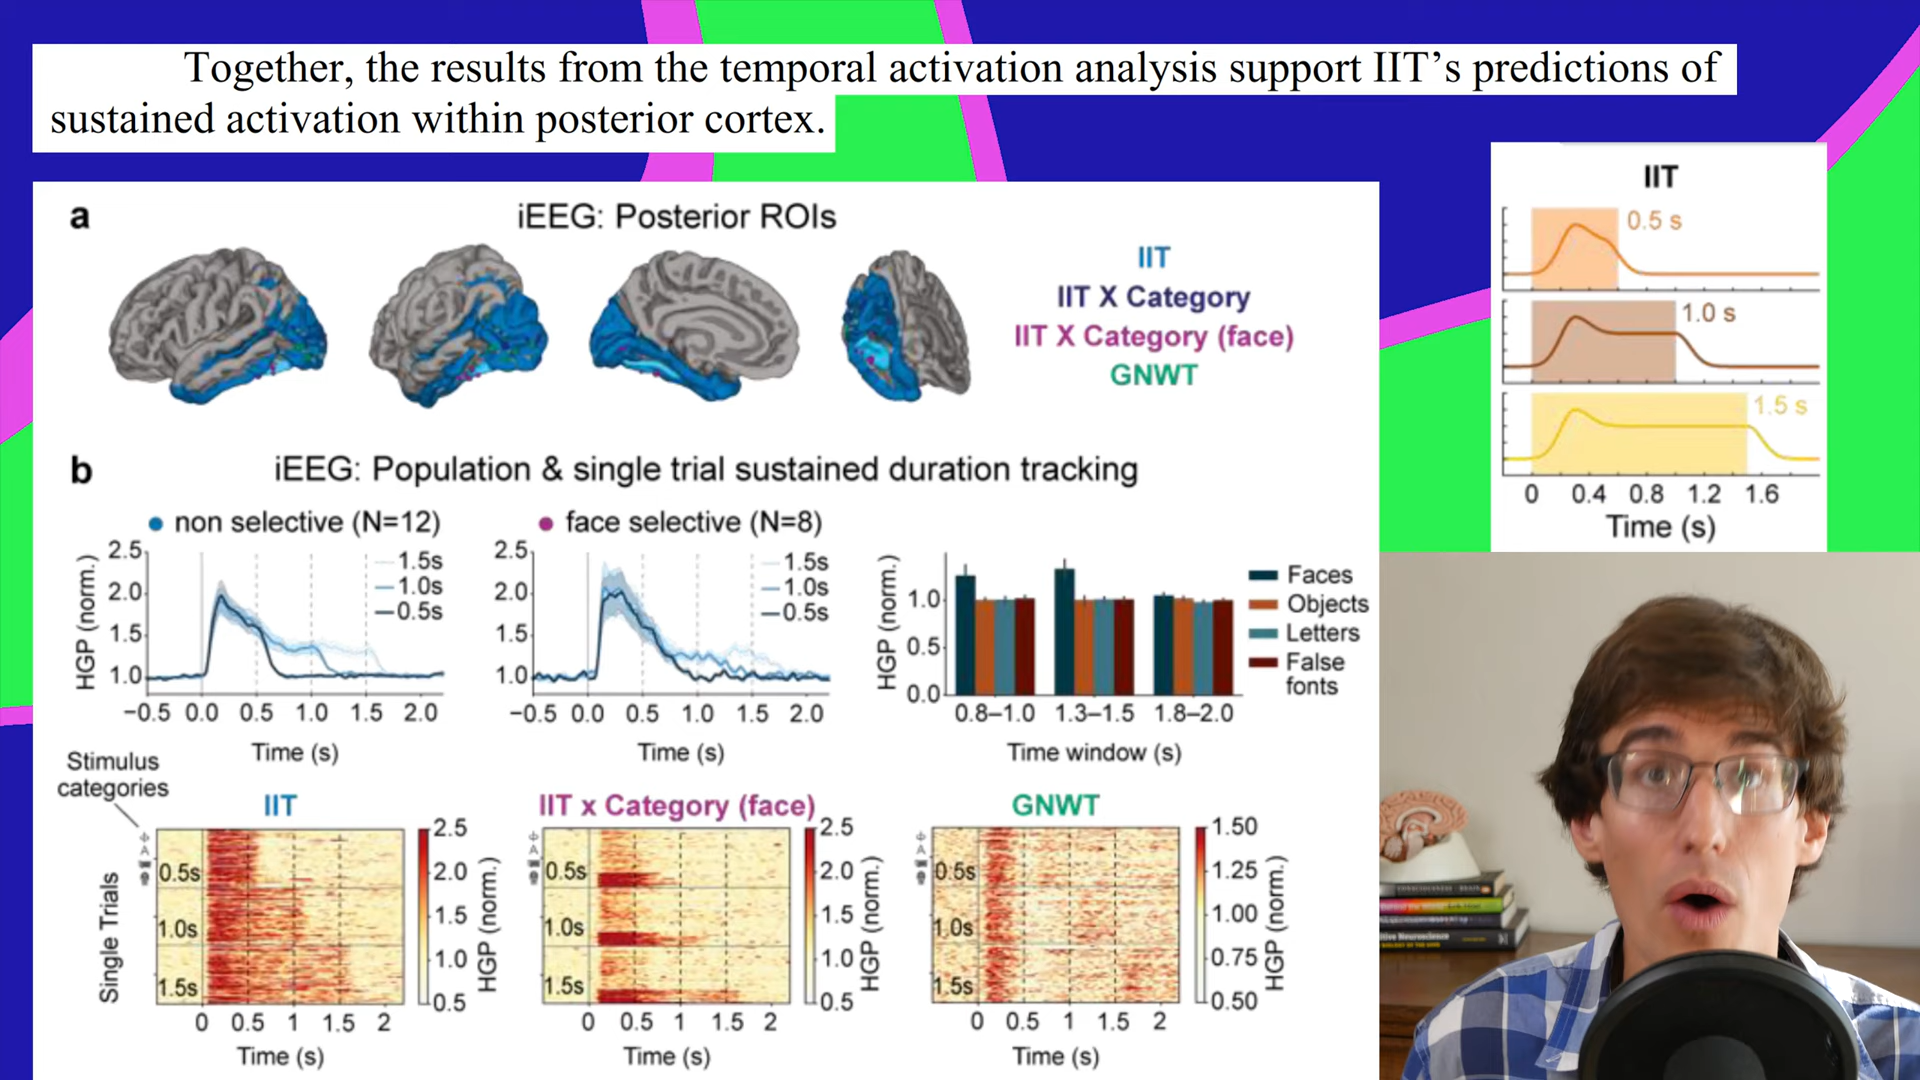 Together, the results from the temporal activation analysis support IIT’s predictions of
sustained activation within posterior cortex.
a
iEEG: Posterior ROIs
IIT
IIT X Category
IIT X Category (face)
GNWT
IIT
0.5 s
1.0 s
1.5 s
0 0.4 0.8 1.2 1.6
Time (s)
b
iEEG: Population & single trial sustained duration tracking
non selective (N=12)
HGP (norm.)
2.5
2.0
1.5
1.0
1.5s
1.0s
0.5s
−0.5 0.0 0.5 1.0 1.5 2.0
Time (s)
face selective (N=8)
2.5
2.0
1.5
1.0
1.5s
1.0s
0.5s
−0.5 0.0 0.5 1.0 1.5 2.0
Time (s)
HGP (norm.)
1.0
0.5
0.0
0.8–1.0 1.3–1.5 1.8–2.0
Time window (s)
Faces
Objects
Letters
False
fonts
Stimulus
categories
Single Trials
IIT
0.5s
1.0s
1.5s
0 0.5 1 1.5 2
Time (s)
2.5
2.0
1.5
1.0
0.5
HGP (norm.)
IIT x Category (face)
0.5s
1.0s
1.5s
0 0.5 1 1.5 2
Time (s)
2.5
2.0
1.5
1.0
0.5
HGP (norm.)
GNWT
0.5s
1.0s
1.5s
0 0.5 1 1.5 2
Time (s)
1.50
1.25
1.00
0.75
0.50
HGP (norm.)